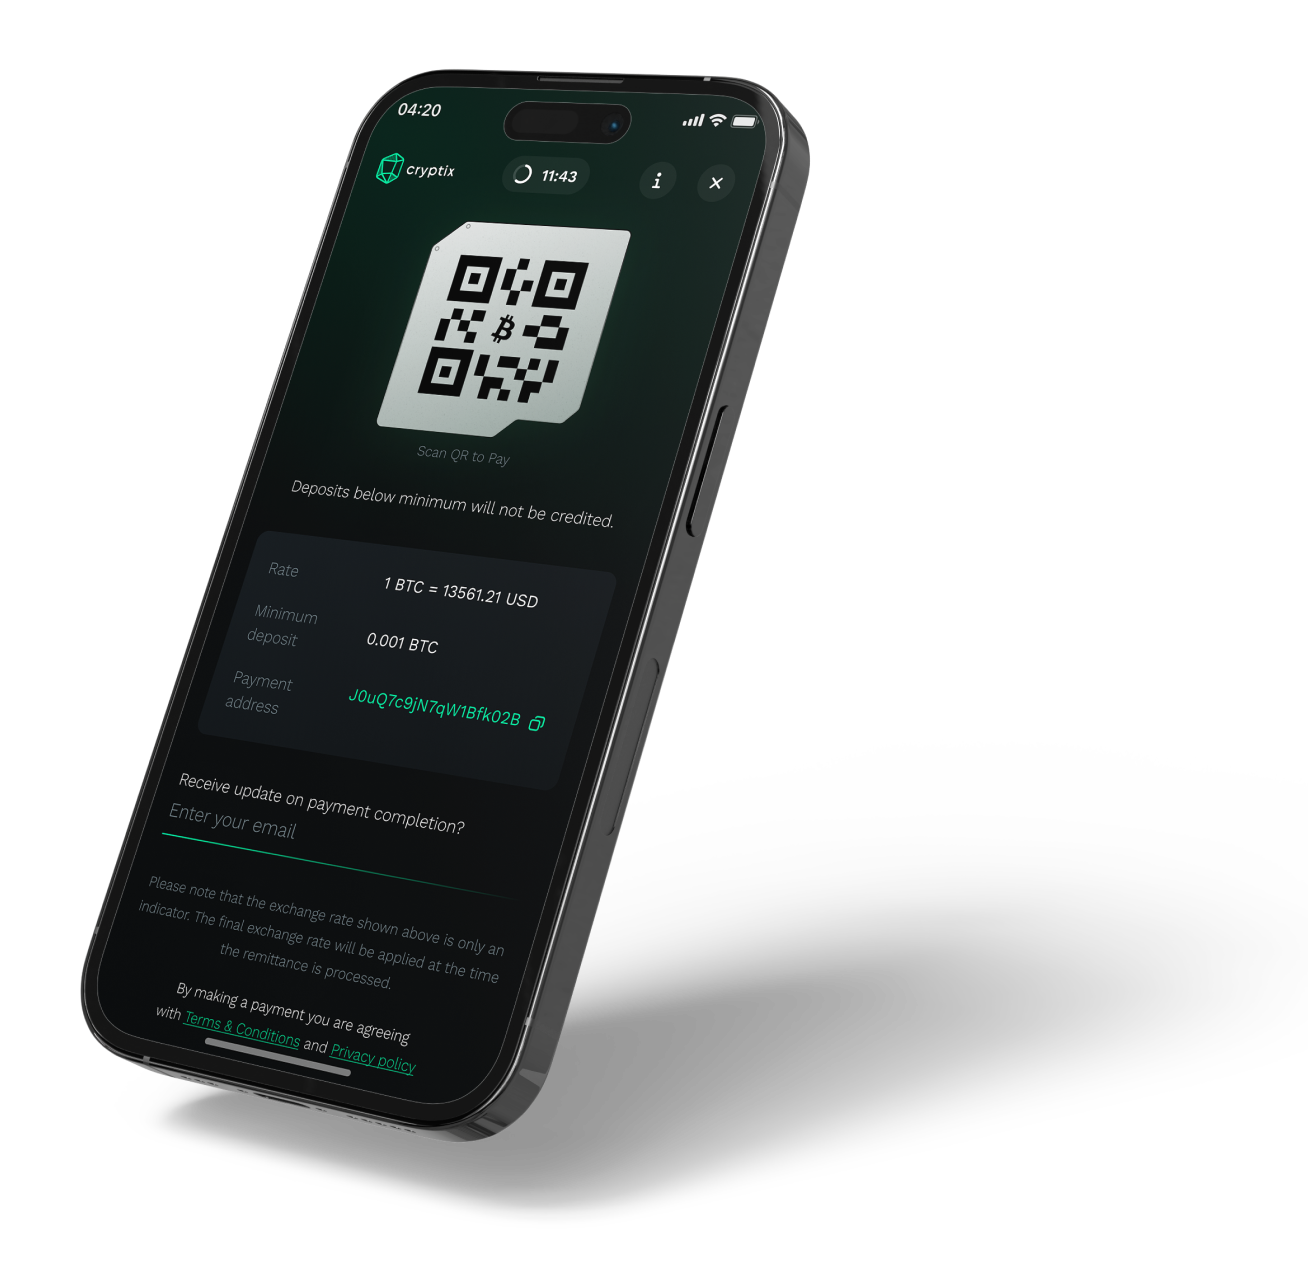 04:20
cryptix
11:43
Scan QR to Pay
Deposits below minimum will not be credited.
Rate
1 BTC = 13561.21 USD
Minimum
deposit
0.001 BTC
Payment
address
J0uQ7c9jN7qW1Bfk02B
Receive update on payment completion?
Enter your email
Please note that the exchange rate shown above is only an
indicator. The final exchange rate will be applied at the time
the remittance is processed.
By making a payment you are agreeing
with Terms & Conditions and Privacy policy